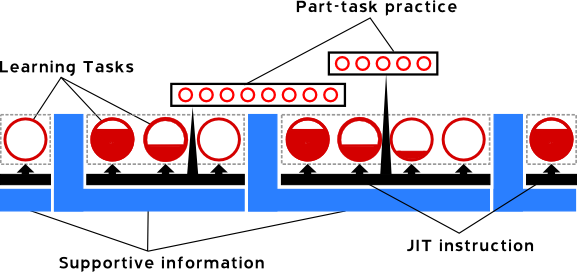 Part-task practice
Learning Tasks
JIT instruction
Supportive information